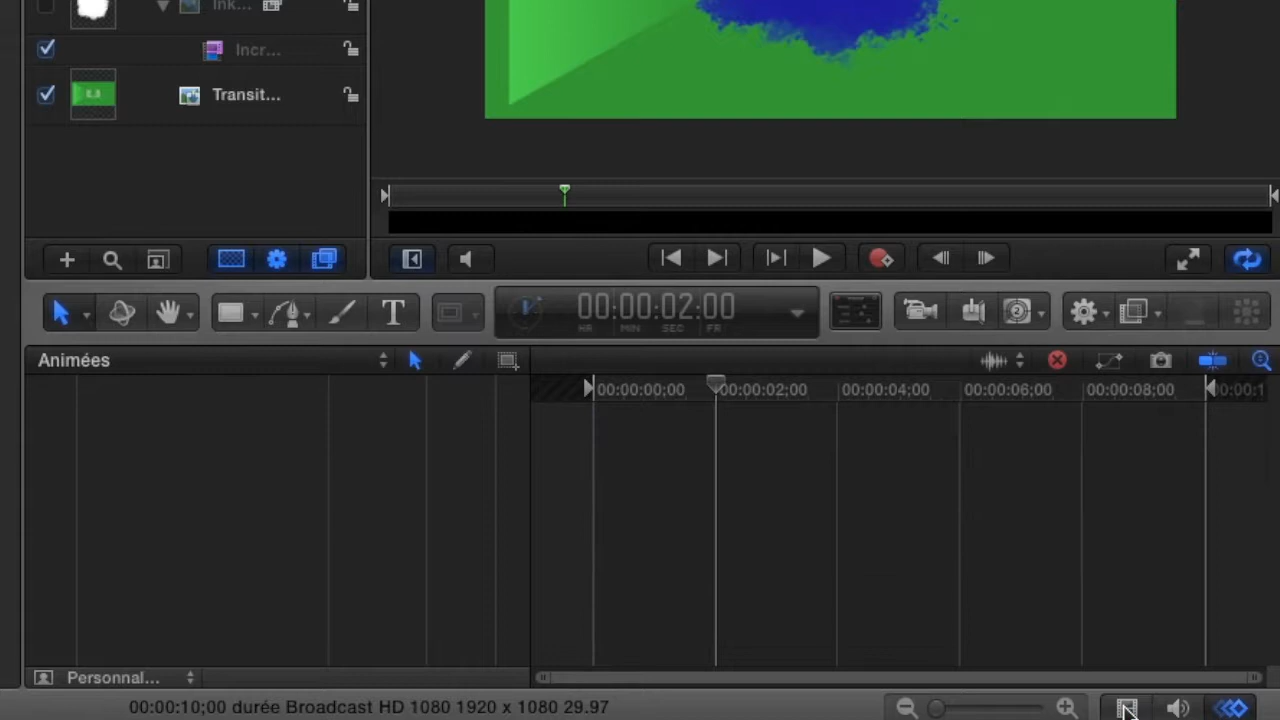 Ink...
Incr...
Transit...
T
00:00:02:00
HR MIN SEC FR
Animées
00:00:00;00 00:00:02;00 00:00:04;00 00:00:06;00 00:00:08;00 00:00:1
Personnal...
00:00:10;00 durée Broadcast HD 1080 1920 x 1080 29.97